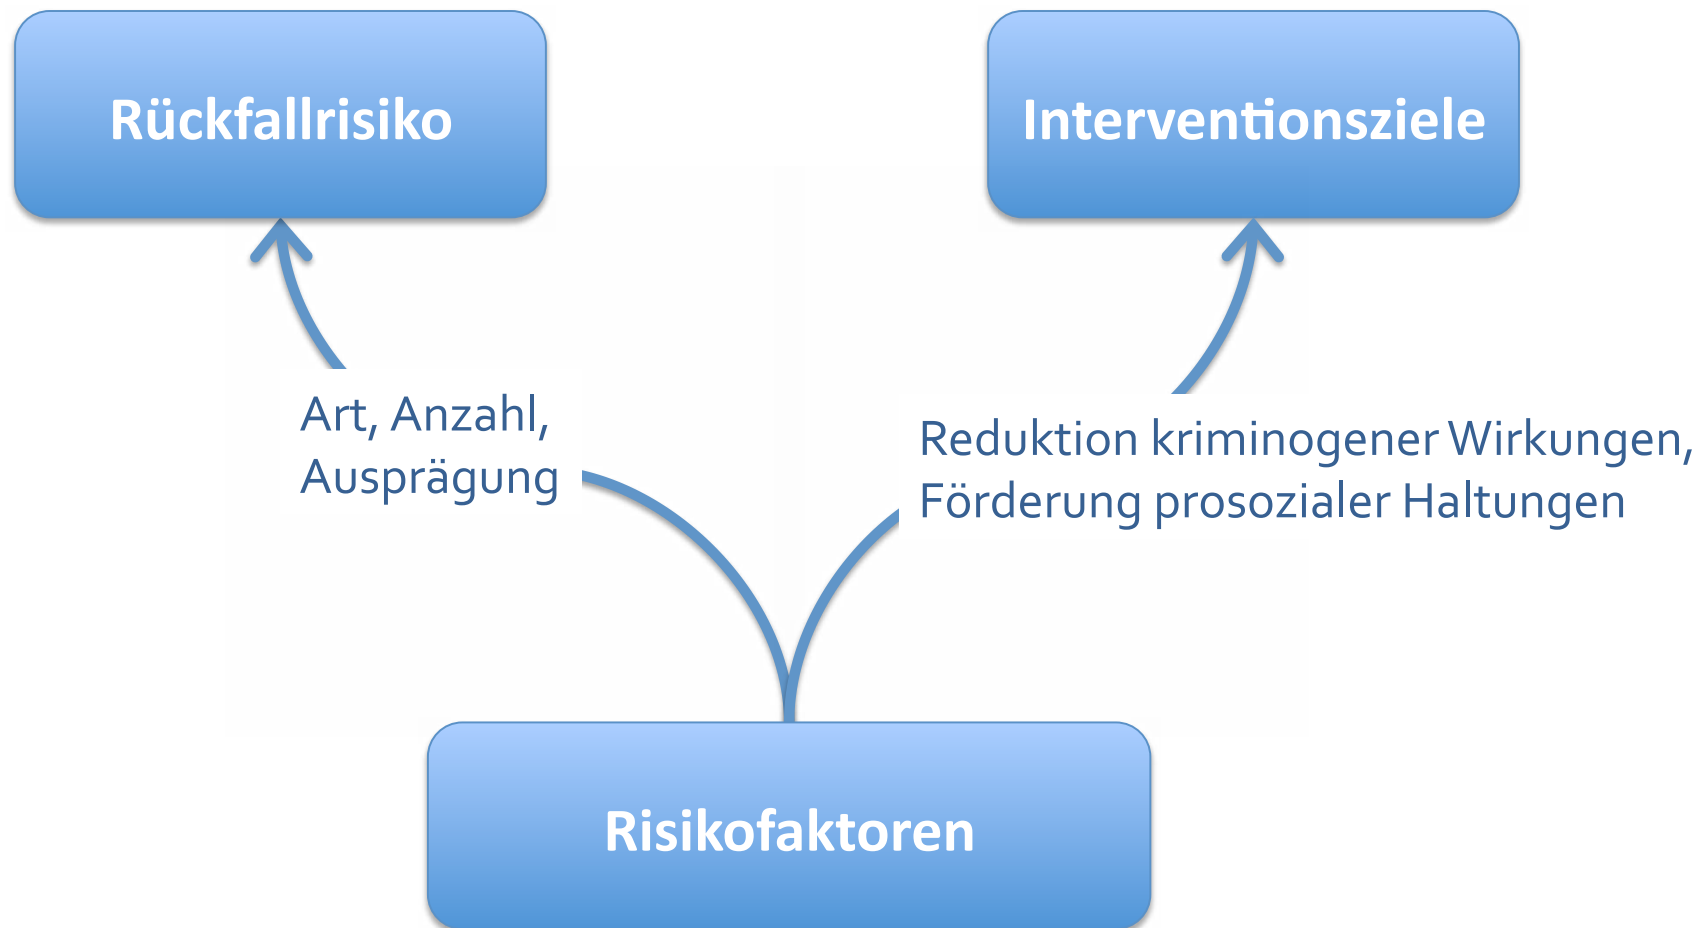 Rückfallrisiko
Interventionsziele
Art, Anzahl,
Ausprägung
Reduktion kriminogener Wirkungen,
Förderung prosozialer Haltungen
Risikofaktoren